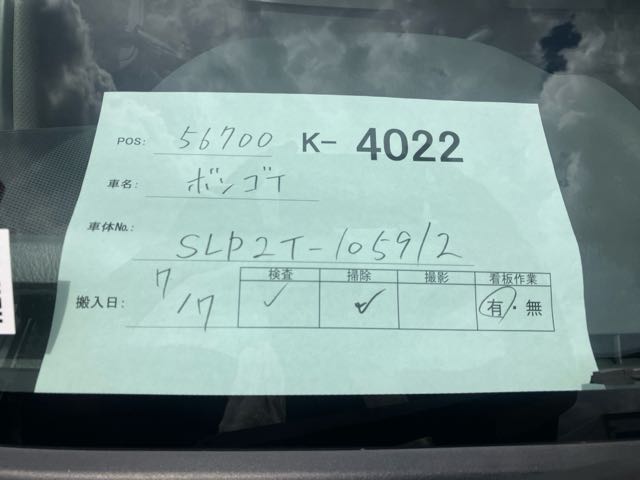 POS: 56700 K- 4022
車名: ボンゴT
車体No.: SLP2T-105912
検査 掃除 撮影 看板作業
搬入日: 7/17 ✓ ✓ 有・無